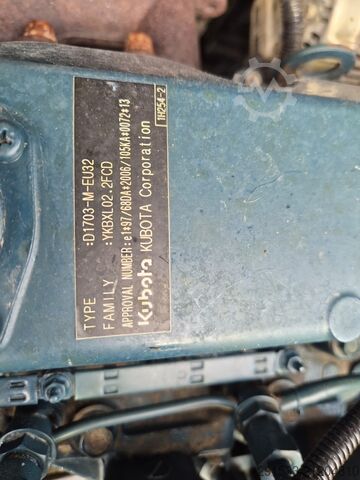 TYPE :D1703-M-EU32
FAMILY :YKBXL02.2FCD
APPROVAL NUMBER:e1*97/68DA*2006/105KA*0072*13
Kubota KUBOTA Corporation
1H254-2